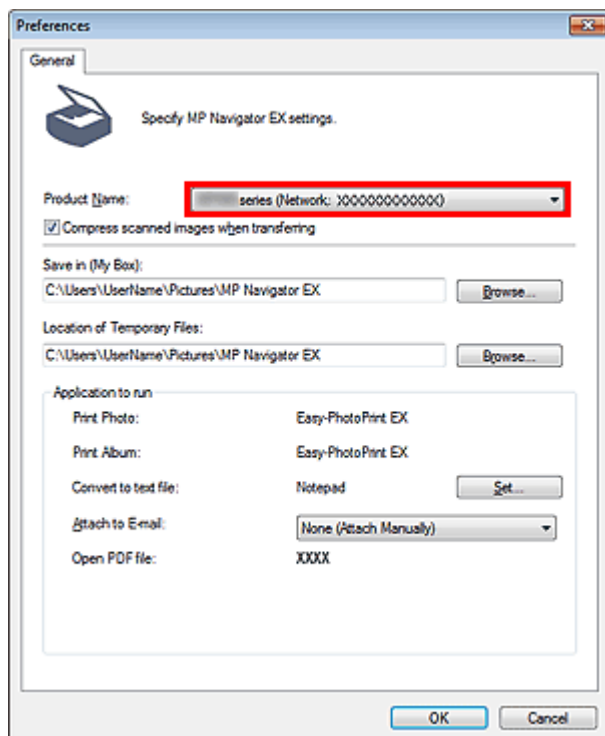 Preferences
General
Specify MP Navigator EX settings.
Product Name: series (Network: XXXXXXXXXXXXX)
Compress scanned images when transferring
Save in (My Box):
C:\Users\UserName\Pictures\MP Navigator EX Browse...
Location of Temporary Files:
C:\Users\UserName\Pictures\MP Navigator EX Browse...
Application to run
Print Photo: Easy-PhotoPrint EX
Print Album: Easy-PhotoPrint EX
Convert to text file: Notepad Set...
Attach to E-mail: None (Attach Manually)
Open PDF file: XXXX
OK Cancel